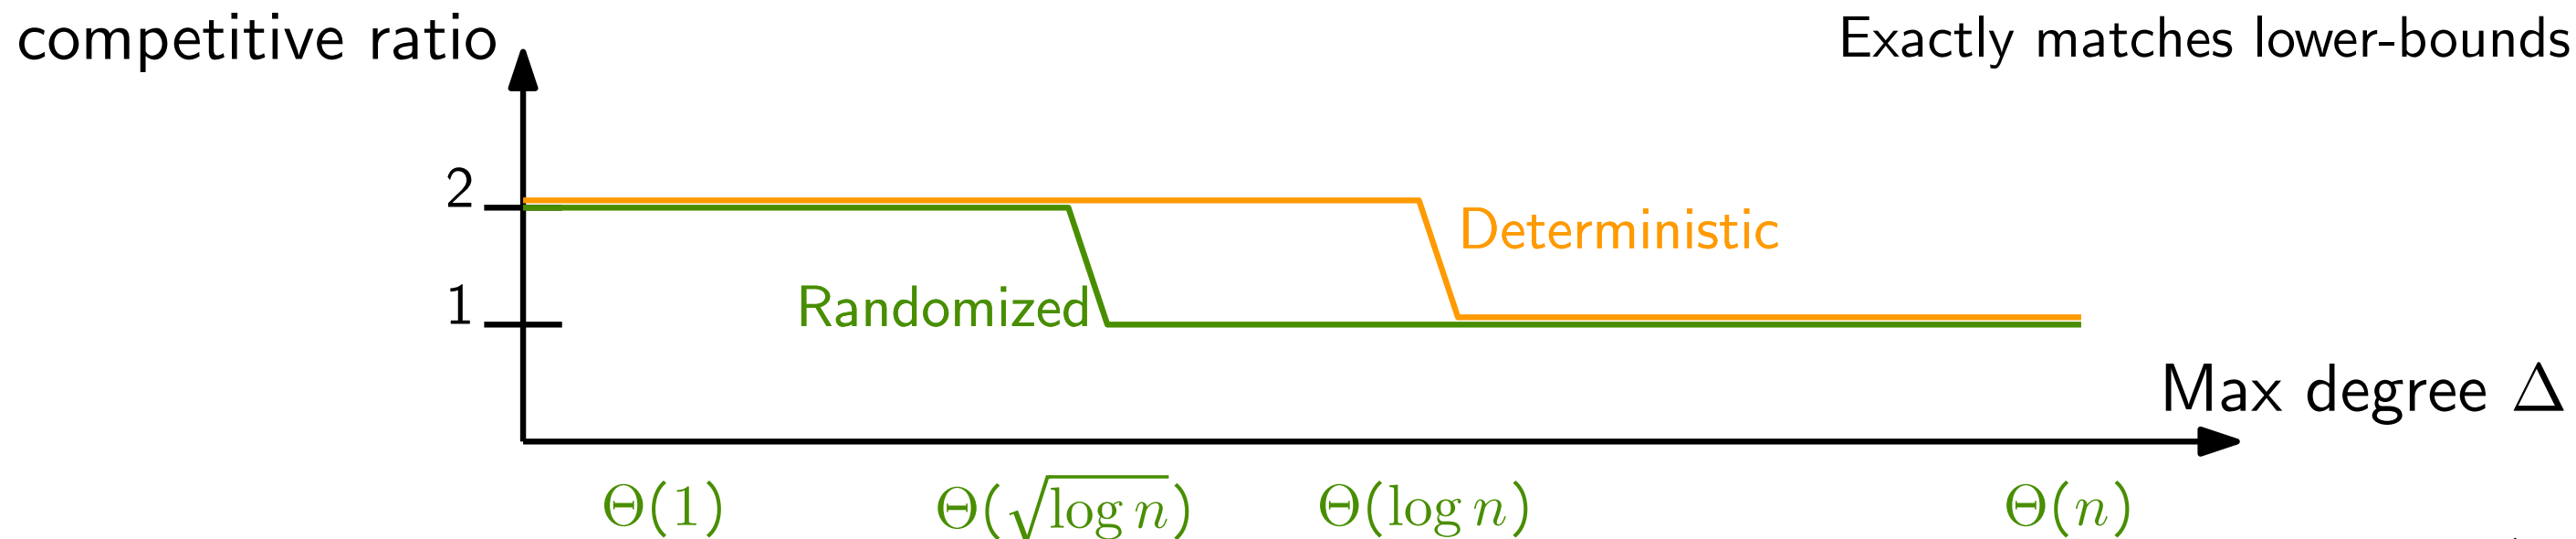 competitive ratio
Exactly matches lower-bounds
2
Deterministic
1
Randomized
Max degree Δ
Θ(1)
Θ(√log n)
Θ(log n)
Θ(n)